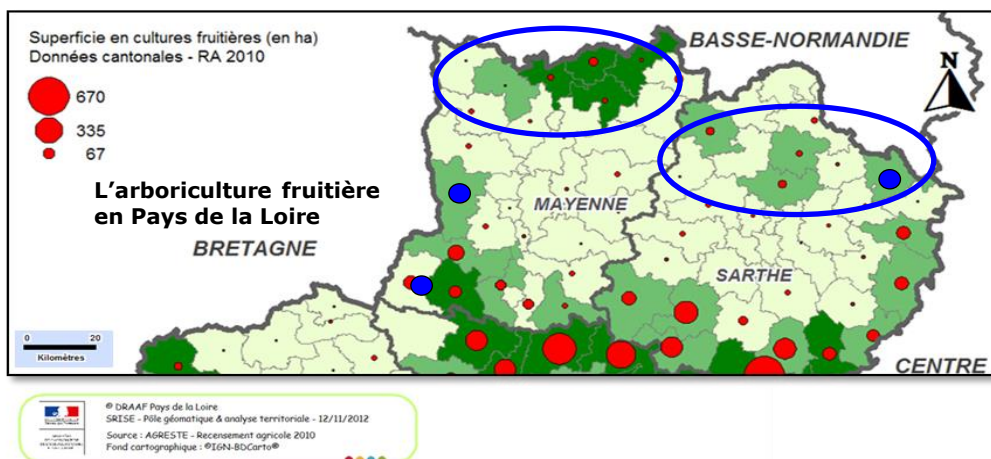 Superficie en cultures fruitières (en ha)
Données cantonales - RA 2010
670
335
67
BASSE-NORMANDIE
N
L'arboriculture fruitière
en Pays de la Loire
MAYENNE
BRETAGNE
SARTHE
0 20
Kilomètres
CENTRE
© DRAAF Pays de la Loire
SRISE - Pôle géomatique & analyse territoriale - 12/11/2012
Source : AGRESTE - Recensement agricole 2010
Fond cartographique : ©IGN-BDCarto®